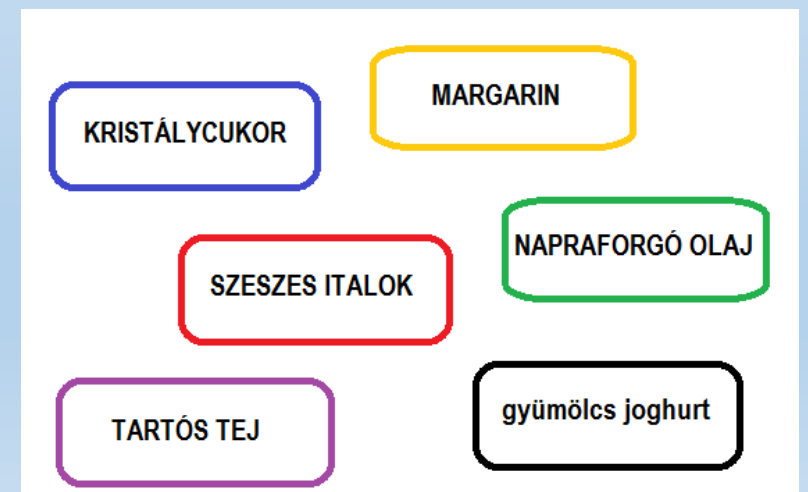 MARGARIN
KRISTÁLYCUKOR
NAPRAFORGÓ OLAJ
SZESZES ITALOK
gyümölcs joghurt
TARTÓS TEJ